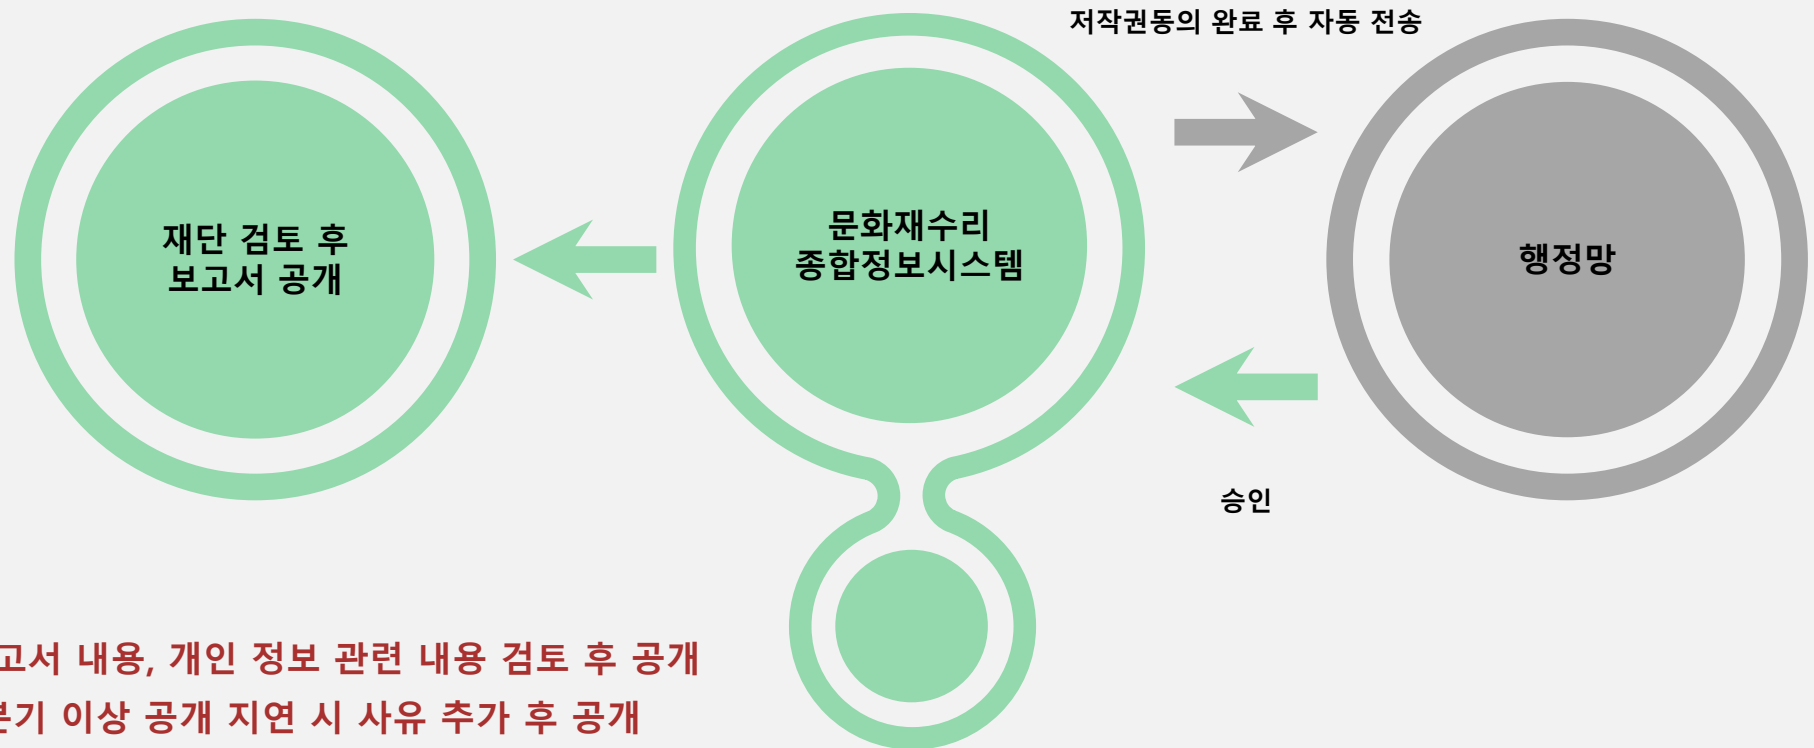 저작권동의 완료 후 자동 전송
재단 검토 후
보고서 공개
문화재수리
종합정보시스템
행정망
승인
고서 내용, 개인 정보 관련 내용 검토 후 공개
분기 이상 공개 지연 시 사유 추가 후 공개